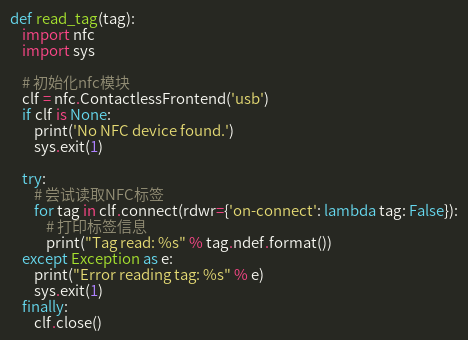 def read_tag(tag):
    import nfc
    import sys

    # 初始化nfc模块
    clf = nfc.ContactlessFrontend('usb')
    if clf is None:
        print('No NFC device found.')
        sys.exit(1)

    try:
        # 尝试读取NFC标签
        for tag in clf.connect(rdwr={'on-connect': lambda tag: False}):
            # 打印标签信息
            print("Tag read: %s" % tag.ndef.format())
    except Exception as e:
        print("Error reading tag: %s" % e)
        sys.exit(1)
    finally:
        clf.close()